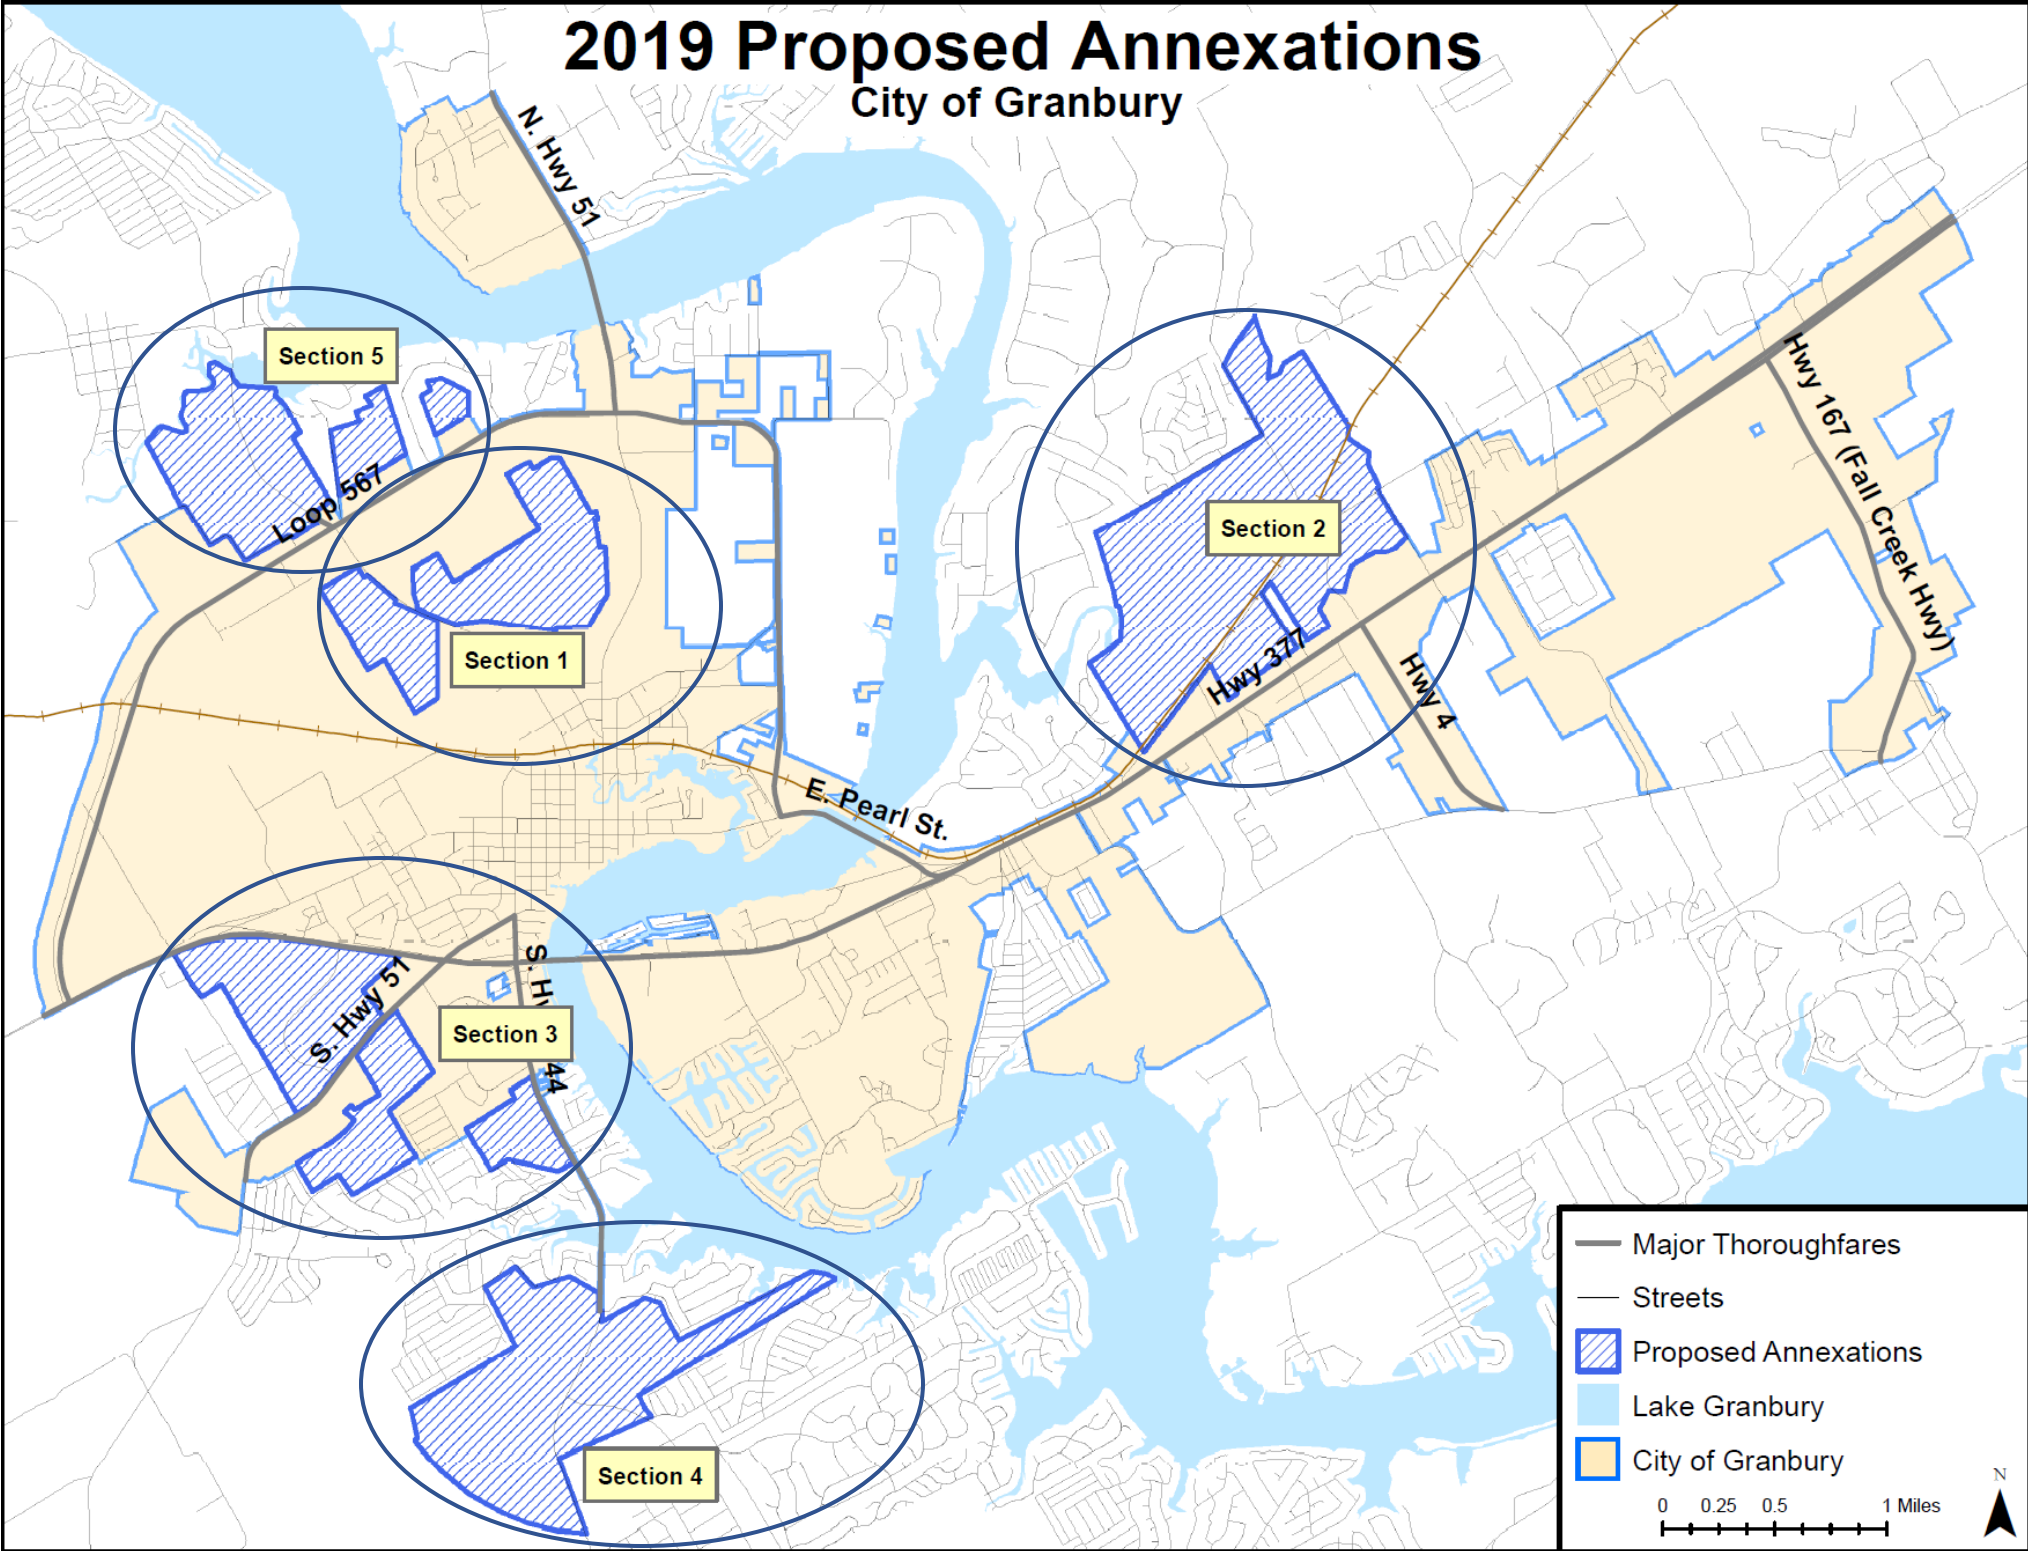 2019 Proposed Annexations
City of Granbury
N. Hwy 51
Section 5
Loop 567
Section 1
Section 2
Hwy 377
Hwy 4
Hwy 167 (Fall Creek Hwy)
E. Pearl St.
S. Hwy 51
S. Hw
44
Section 3
Section 4
Major Thoroughfares
Streets
Proposed Annexations
Lake Granbury
City of Granbury
0 0.25 0.5 1 Miles
N